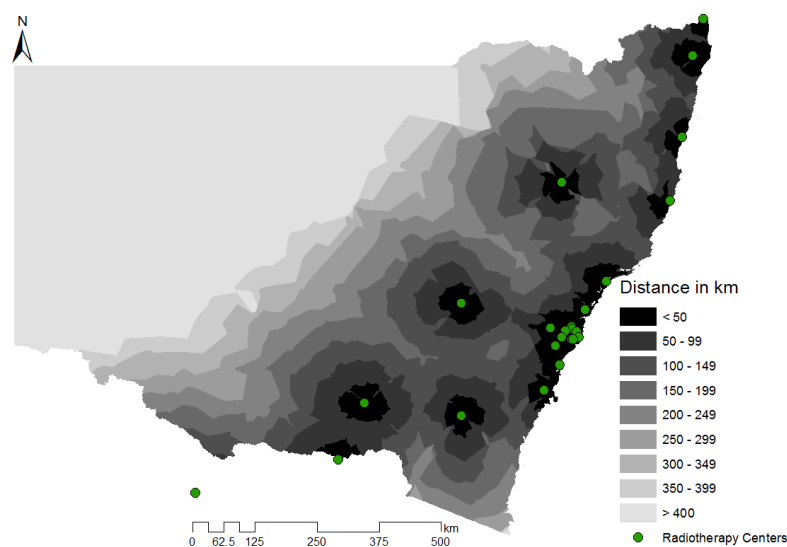 N
Distance in km
< 50
50 - 99
100 - 149
150 - 199
200 - 249
250 - 299
300 - 349
350 - 399
> 400
Radiotherapy Centers
km
0 62.5 125 250 375 500